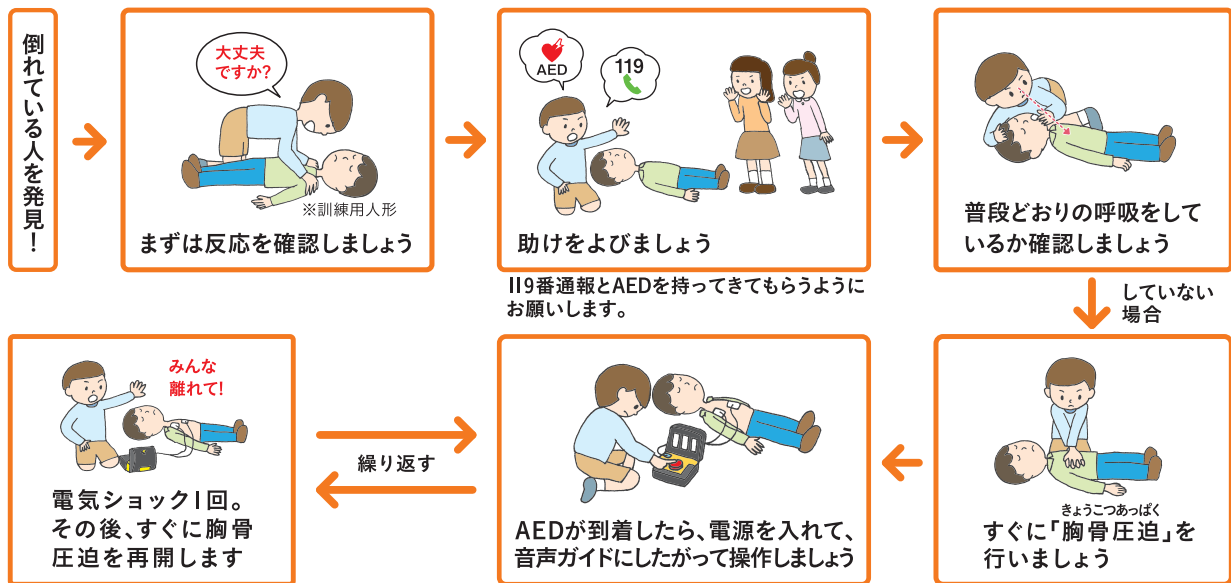 倒れている人を発見！
大丈夫
ですか？
※訓練用人形
まずは反応を確認しましょう
AED
119
助けをよびましょう
119番通報とAEDを持ってきてもらうように
お願いします。
普段どおりの呼吸をして
いるか確認しましょう
していない
場合
きょうこつあっぱく
すぐに「胸骨圧迫」を
行いましょう
AEDが到着したら、電源を入れて、
音声ガイドにしたがって操作しましょう
繰り返す
みんな
離れて！
電気ショック1回。
その後、すぐに胸骨
圧迫を再開します